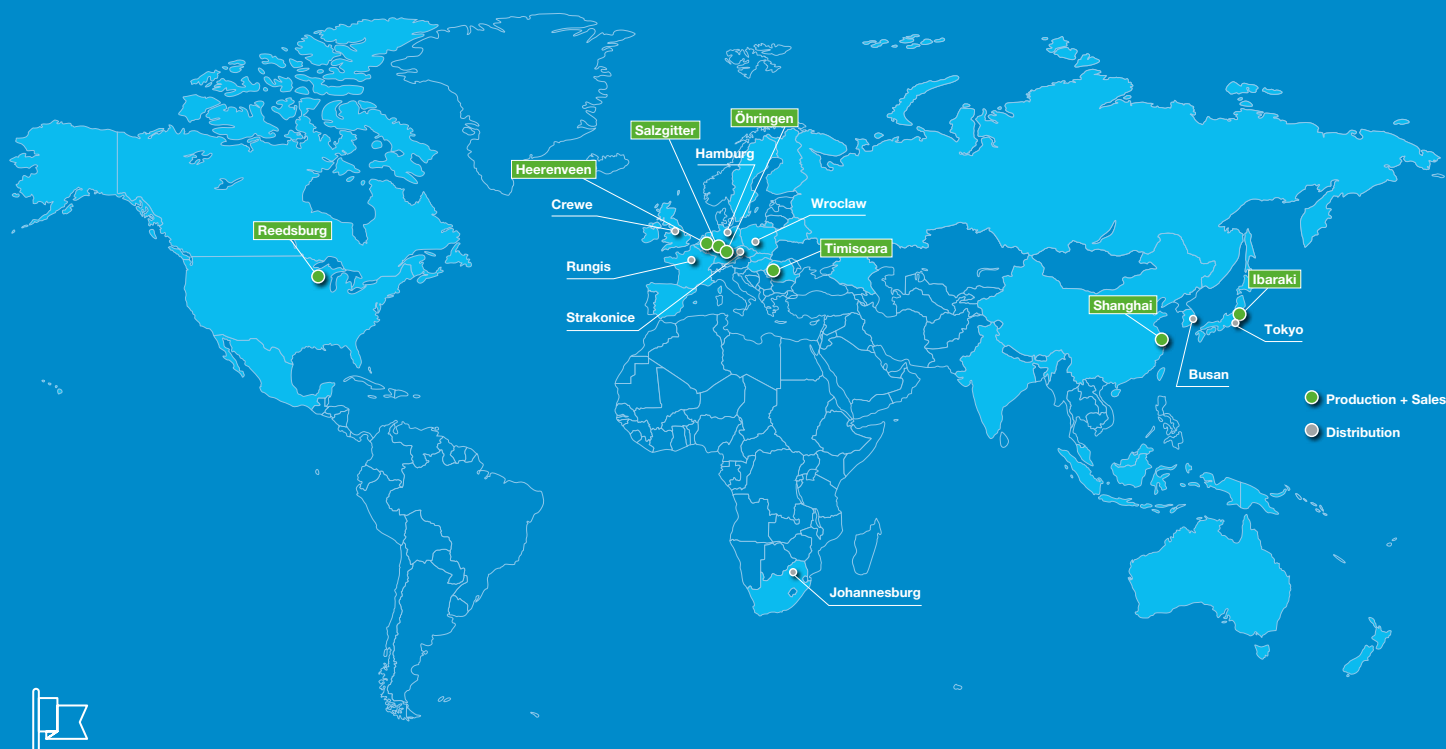 Öhringen
Salzgitter
Hamburg
Heerenveen
Crewe
Wroclaw
Reedsburg
Timisoara
Rungis
Ibaraki
Shanghai
Strakonice
Tokyo
Busan
Production + Sales
Distribution
Johannesburg